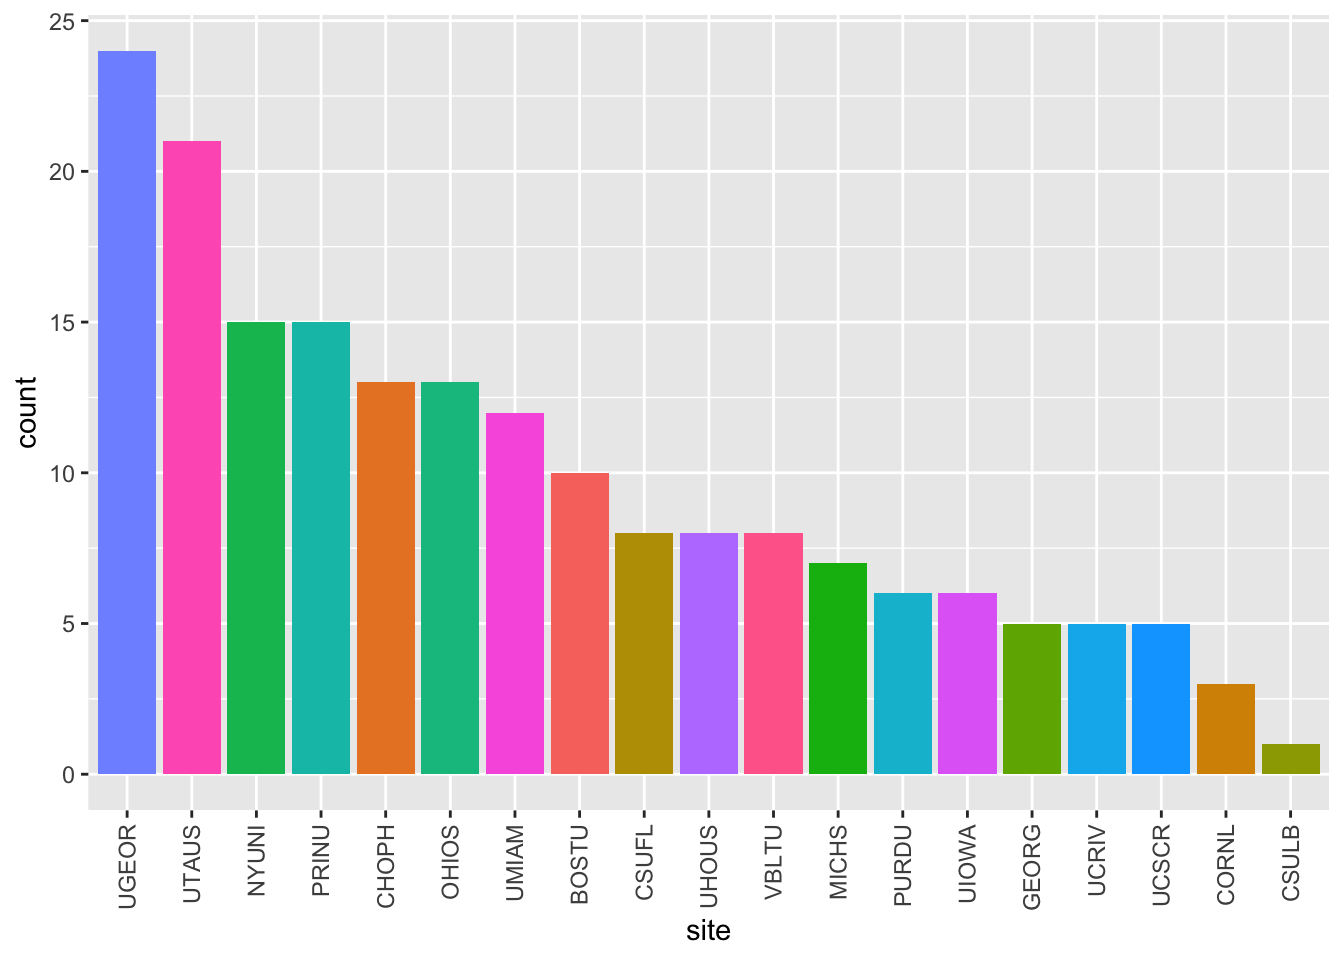 25
20
15
10
5
0
count
UGEOR
UTAUS
NYUNI
PRINU
CHOPH
OHIOS
UMIAM
BOSTU
CSUFL
UHOUS
VBLTU
MICHS
PURDU
UIOWA
GEORG
UCRIV
UCSCR
CORNL
CSULB
site